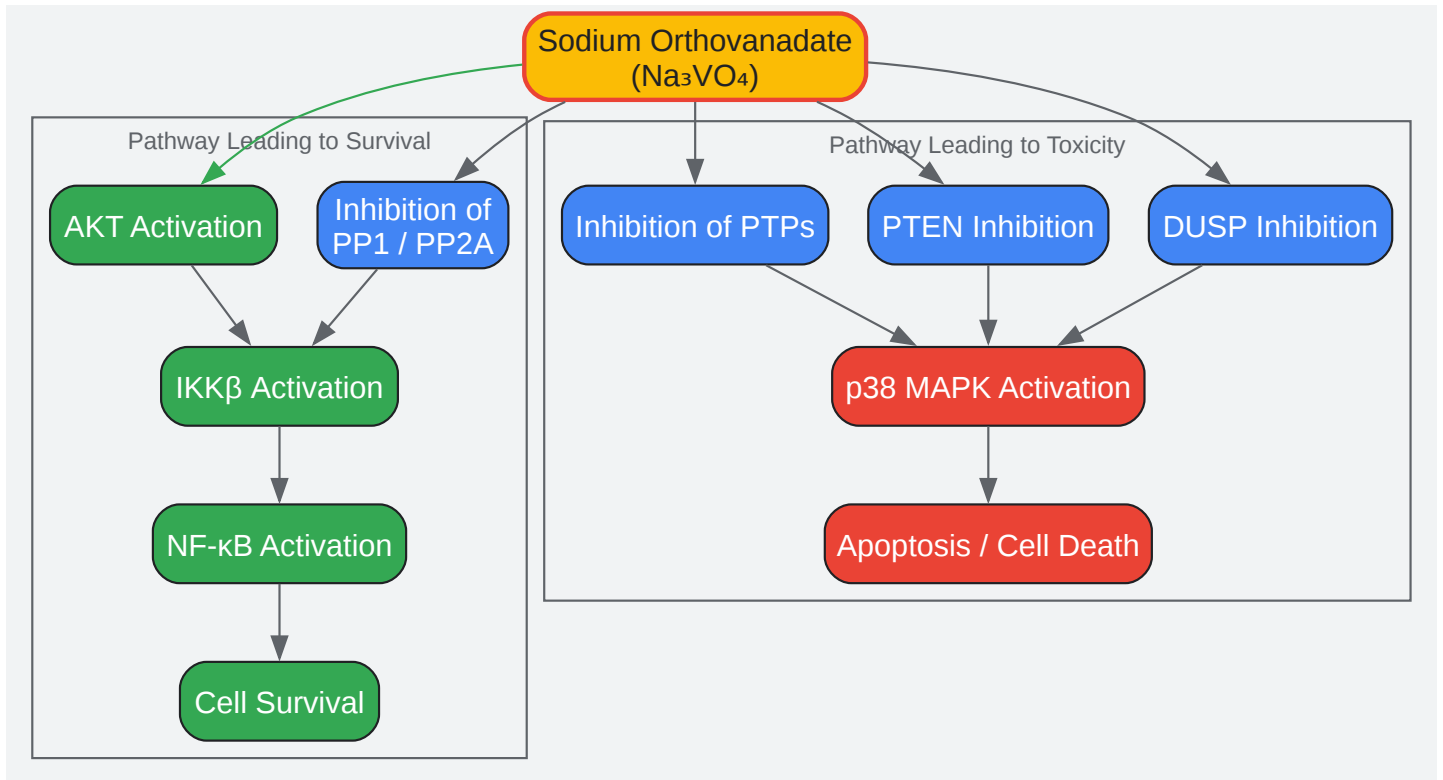 Sodium Orthovanadate
(Na₃VO₄)
Pathway Leading to Survival
Pathway Leading to Toxicity
AKT Activation
Inhibition of
PP1 / PP2A
Inhibition of PTPs
PTEN Inhibition
DUSP Inhibition
IKKβ Activation
p38 MAPK Activation
NF-κB Activation
Apoptosis / Cell Death
Cell Survival